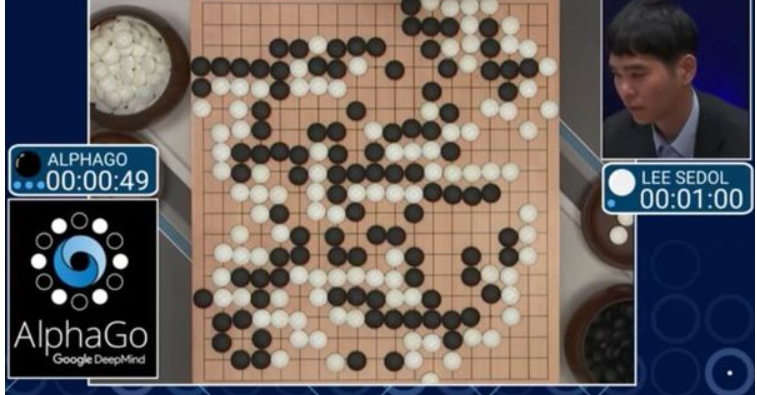 ALPHAGO
00:00:49
LEE SEDOL
00:01:00
AlphaGo
Google DeepMind